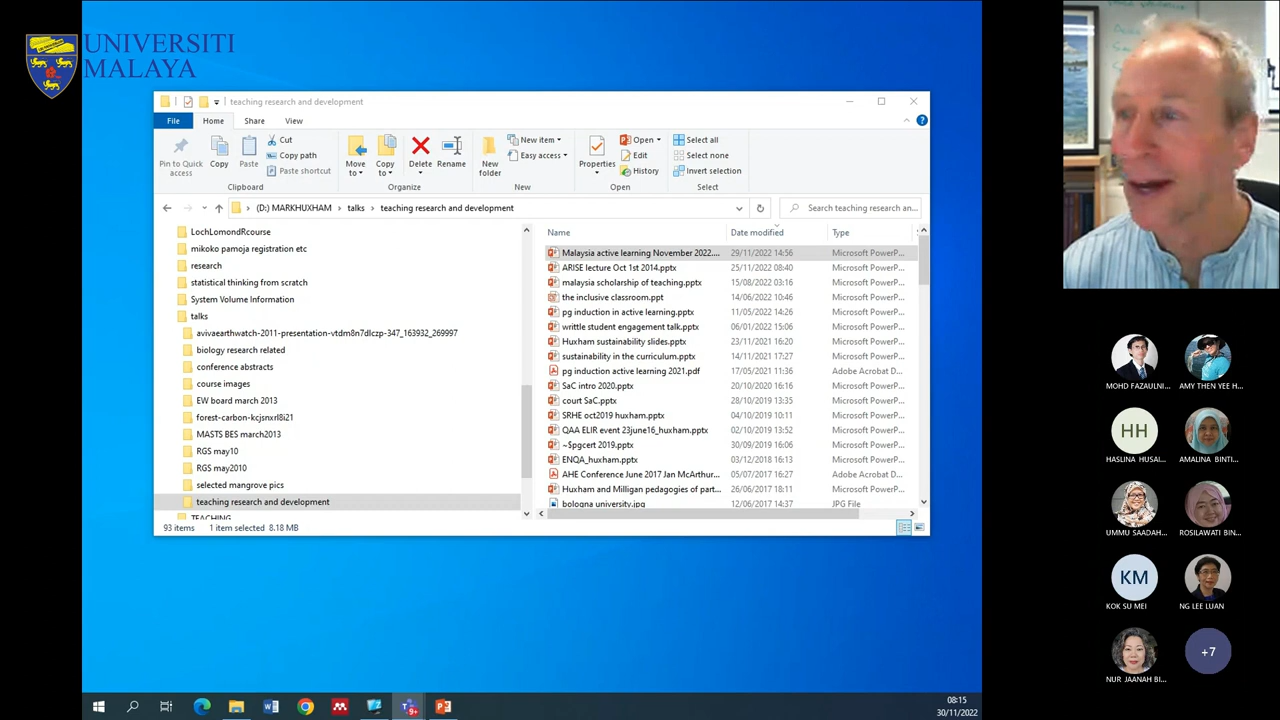 UNIVERSITI
MALAYA
teaching research and development
File Home Share View
Pin to Quick access
Copy
Paste
Cut
Copy path
Paste shortcut
Clipboard
Move to
Copy to
Delete
Rename
Organize
New folder
New item
Easy access
New
Properties
Open
Edit
History
Open
Select all
Select none
Invert selection
Select
(D:) MARKHUXHAM > talks > teaching research and development
Search teaching research an...
LochLomondRcourse
mikoko pamoja registration etc
research
statistical thinking from scratch
System Volume Information
talks
avivaearthwatch-2011-presentation-vtdm8n7dlczp-347_163932_269997
biology research related
conference abstracts
course images
EW board march 2013
forest-carbon-kcjsnxrl8i21
MASTS BES march2013
RGS may10
RGS may2010
selected mangrove pics
teaching research and development
TEACHING
Name Date modified Type
Malaysia active learning November 2022.... 29/11/2022 14:56 Microsoft PowerP...
ARISE lecture Oct 1st 2014.pptx 25/11/2022 08:40 Microsoft PowerP...
malaysia scholarship of teaching.pptx 15/08/2022 03:16 Microsoft PowerP...
the inclusive classroom.ppt 14/06/2022 10:46 Microsoft PowerP...
pg induction in active learning.pptx 11/05/2022 14:26 Microsoft PowerP...
writtle student engagement talk.pptx 06/01/2022 15:06 Microsoft PowerP...
Huxham sustainability slides.pptx 23/11/2021 16:20 Microsoft PowerP...
sustainability in the curriculum.pptx 14/11/2021 17:27 Microsoft PowerP...
pg induction active learning 2021.pdf 17/05/2021 11:36 Adobe Acrobat D...
SaC intro 2020.pptx 20/10/2020 16:16 Microsoft PowerP...
court SaC.pptx 28/10/2019 13:35 Microsoft PowerP...
SRHE oct2019 huxham.pptx 04/10/2019 10:11 Microsoft PowerP...
QAA ELIR event 23june16_huxham.pptx 02/10/2019 13:52 Microsoft PowerP...
~$pgcert 2019.pptx 30/09/2019 16:06 Microsoft PowerP...
ENQA_huxham.pptx 03/12/2018 16:13 Microsoft PowerP...
AHE Conference June 2017 Jan McArthur... 05/07/2017 16:27 Adobe Acrobat D...
Huxham and Milligan pedagogies of part... 26/06/2017 18:11 Microsoft PowerP...
bologna university.jpg 12/06/2017 14:37 JPG File
93 items 1 item selected 8.18 MB
MOHD FAZAULNI... AMY THEN YEE H...
HH
HASLINA HUSAI... AMALINA BINTI...
UMMU SAADAH... ROSILAWATI BIN...
KM
KOK SU MEI NG LEE LUAN
+7
NUR JAANAH BI...
9+
08:15
30/11/2022